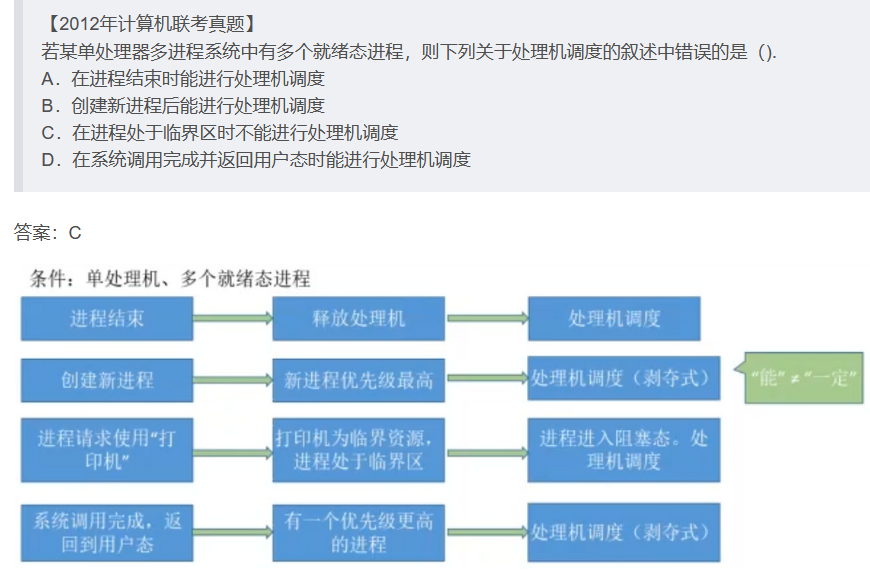 【2012年计算机联考真题】
若某单处理器多进程系统中有多个就绪态进程，则下列关于处理机调度的叙述中错误的是（).
A．在进程结束时能进行处理机调度
B．创建新进程后能进行处理机调度
C．在进程处于临界区时不能进行处理机调度
D．在系统调用完成并返回用户态时能进行处理机调度
答案：C
条件：单处理机、多个就绪态进程
进程结束
释放处理机
处理机调度
创建新进程
新进程优先级最高
处理机调度（剥夺式）
“能”≠“一定”
进程请求使用“打
印机”
打印机为临界资源，
进程处于临界区
进程进入阻塞态。处
理机调度
系统调用完成，返
回到用户态
有一个优先级更高
的进程
处理机调度（剥夺式）